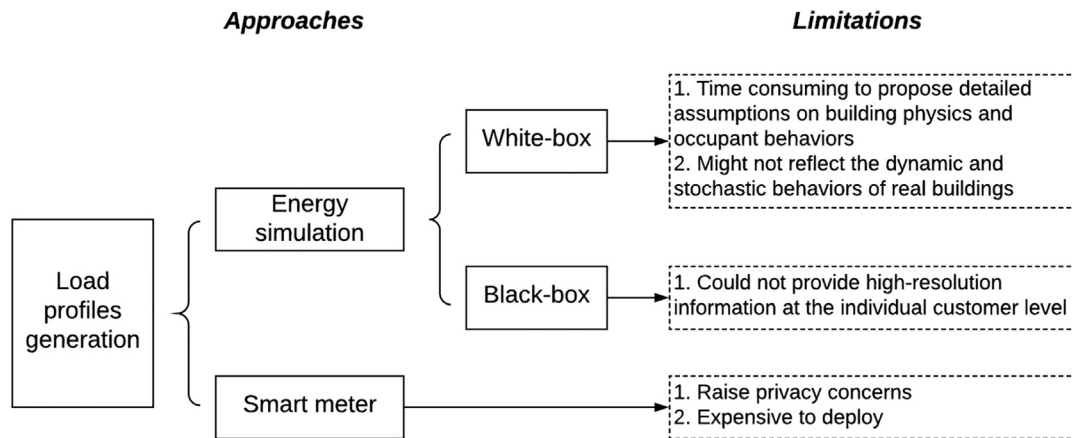 Approaches
Limitations
Load
profiles
generation
Energy
simulation
White-box
1. Time consuming to propose detailed
assumptions on building physics and
occupant behaviors
2. Might not reflect the dynamic and
stochastic behaviors of real buildings
Black-box
1. Could not provide high-resolution
information at the individual customer level
Smart meter
1. Raise privacy concerns
2. Expensive to deploy